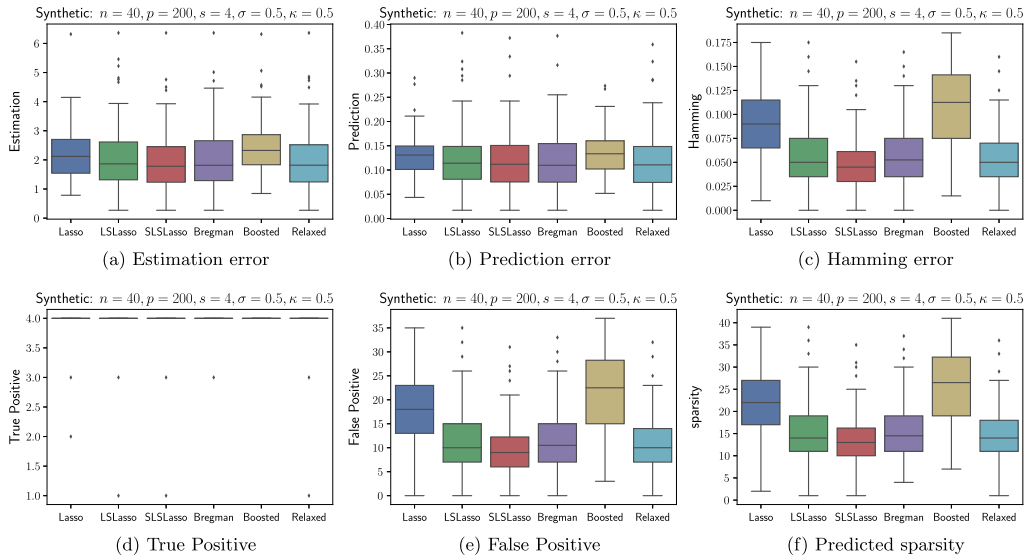 Synthetic: n = 40, p = 200, s = 4, σ = 0.5, κ = 0.5
Estimation
6
5
4
3
2
1
0
Lasso LSLasso SLSLasso Bregman Boosted Relaxed
(a) Estimation error
Synthetic: n = 40, p = 200, s = 4, σ = 0.5, κ = 0.5
Prediction
0.40
0.35
0.30
0.25
0.20
0.15
0.10
0.05
0.00
Lasso LSLasso SLSLasso Bregman Boosted Relaxed
(b) Prediction error
Synthetic: n = 40, p = 200, s = 4, σ = 0.5, κ = 0.5
Hamming
0.175
0.150
0.125
0.100
0.075
0.050
0.025
0.000
Lasso LSLasso SLSLasso Bregman Boosted Relaxed
(c) Hamming error
Synthetic: n = 40, p = 200, s = 4, σ = 0.5, κ = 0.5
True Positive
4.0
3.5
3.0
2.5
2.0
1.5
1.0
Lasso LSLasso SLSLasso Bregman Boosted Relaxed
(d) True Positive
Synthetic: n = 40, p = 200, s = 4, σ = 0.5, κ = 0.5
False Positive
35
30
25
20
15
10
5
0
Lasso LSLasso SLSLasso Bregman Boosted Relaxed
(e) False Positive
Synthetic: n = 40, p = 200, s = 4, σ = 0.5, κ = 0.5
sparsity
40
35
30
25
20
15
10
5
0
Lasso LSLasso SLSLasso Bregman Boosted Relaxed
(f) Predicted sparsity